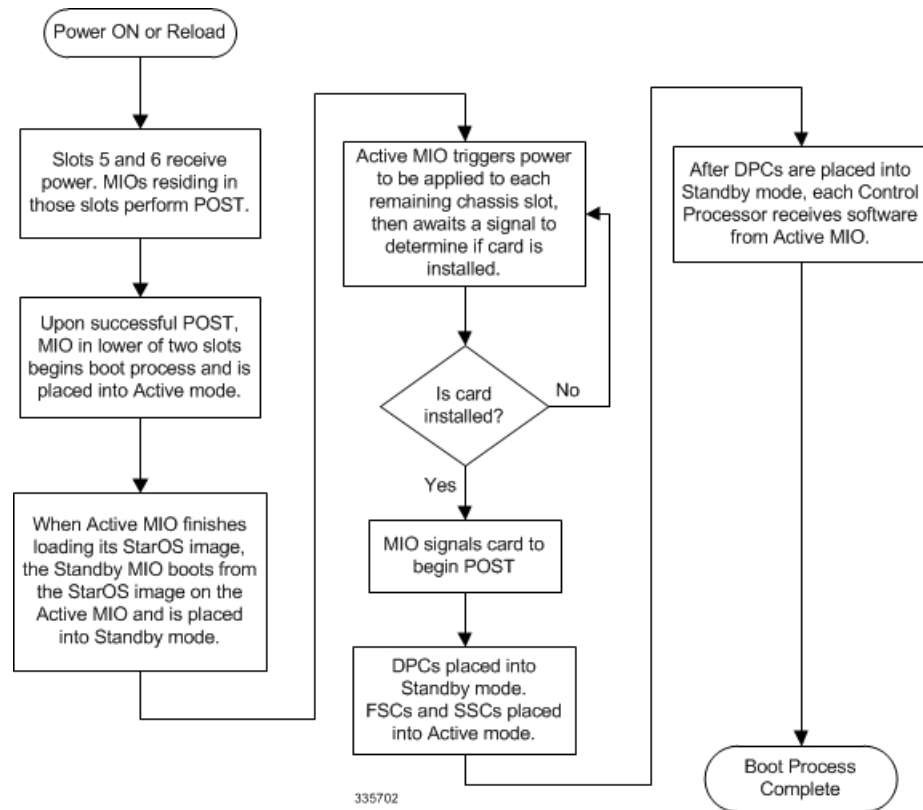 Power ON or Reload
Slots 5 and 6 receive
power. MIOs residing in
those slots perform POST.
Upon successful POST,
MIO in lower of two slots
begins boot process and is
placed into Active mode.
When Active MIO finishes
loading its StarOS image,
the Standby MIO boots from
the StarOS image on the
Active MIO and is placed
into Standby mode.
Active MIO triggers power
to be applied to each
remaining chassis slot,
then awaits a signal to
determine if card is
installed.
Is card
installed?
No
Yes
MIO signals card to
begin POST
DPCs placed into
Standby mode.
FSCs and SSCs placed
into Active mode.
After DPCs are placed into
Standby mode, each Control
Processor receives software
from Active MIO.
Boot Process
Complete
335702